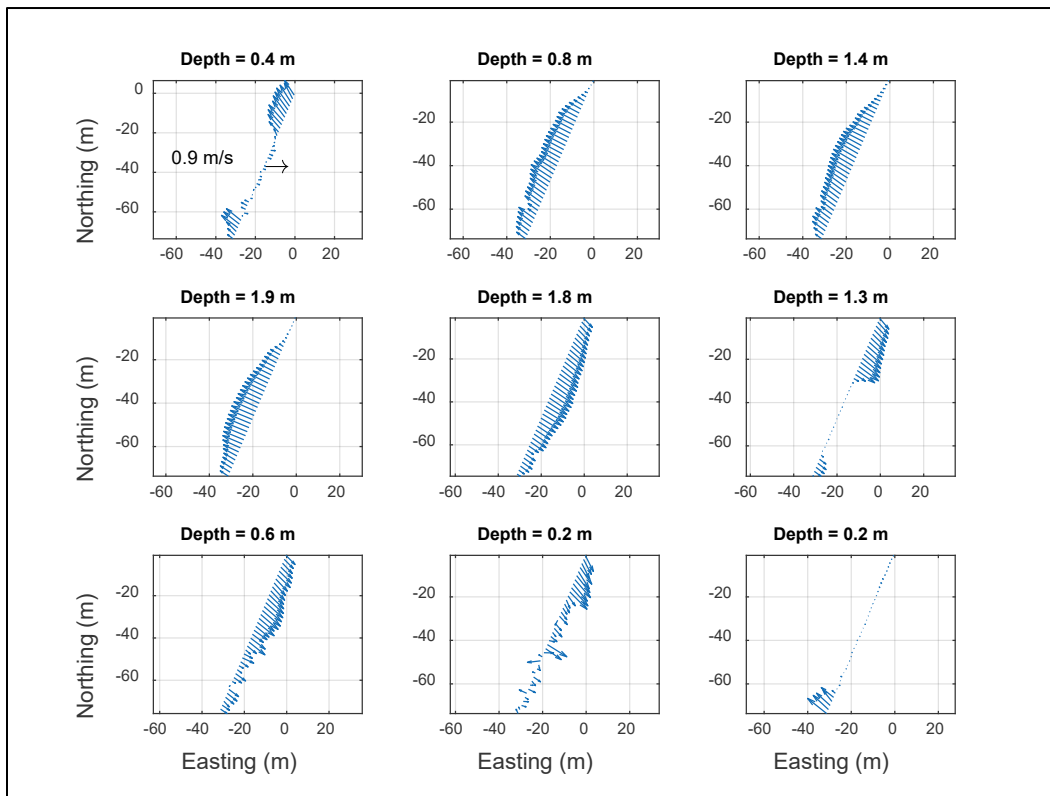 Depth = 0.4 m
Depth = 0.8 m
Depth = 1.4 m
Northing (m)
0
-20
-40
-60
0.9 m/s
-60 -40 -20 0 20
-20
-40
-60
-60 -40 -20 0 20
-20
-40
-60
-60 -40 -20 0 20
Depth = 1.9 m
Depth = 1.8 m
Depth = 1.3 m
Northing (m)
-20
-40
-60
-60 -40 -20 0 20
-20
-40
-60
-60 -40 -20 0 20
-20
-40
-60
-60 -40 -20 0 20
Depth = 0.6 m
Depth = 0.2 m
Depth = 0.2 m
Northing (m)
-20
-40
-60
-60 -40 -20 0 20
Easting (m)
-20
-40
-60
-60 -40 -20 0 20
Easting (m)
-20
-40
-60
-60 -40 -20 0 20
Easting (m)